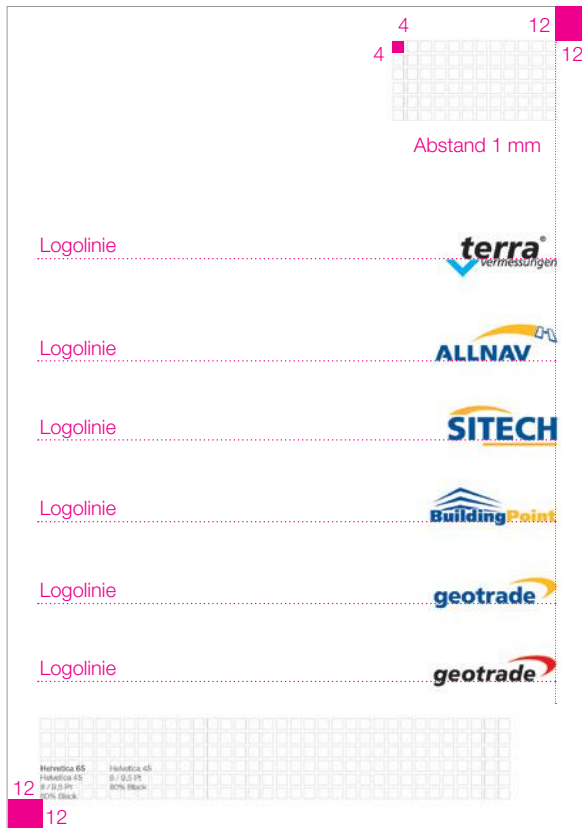 4 12
4 12
Abstand 1 mm
Logolinie
terra®
vermessungen
Logolinie
ALLNAV
Logolinie
SITECH
Logolinie
BuildingPoint
Logolinie
geotrade
Logolinie
geotrade
Helvetica 65 Helvetica 45
Helvetica 45 8 / 9,5 Pt
8 / 9,5 Pt 80% Black
80% Black
12
12